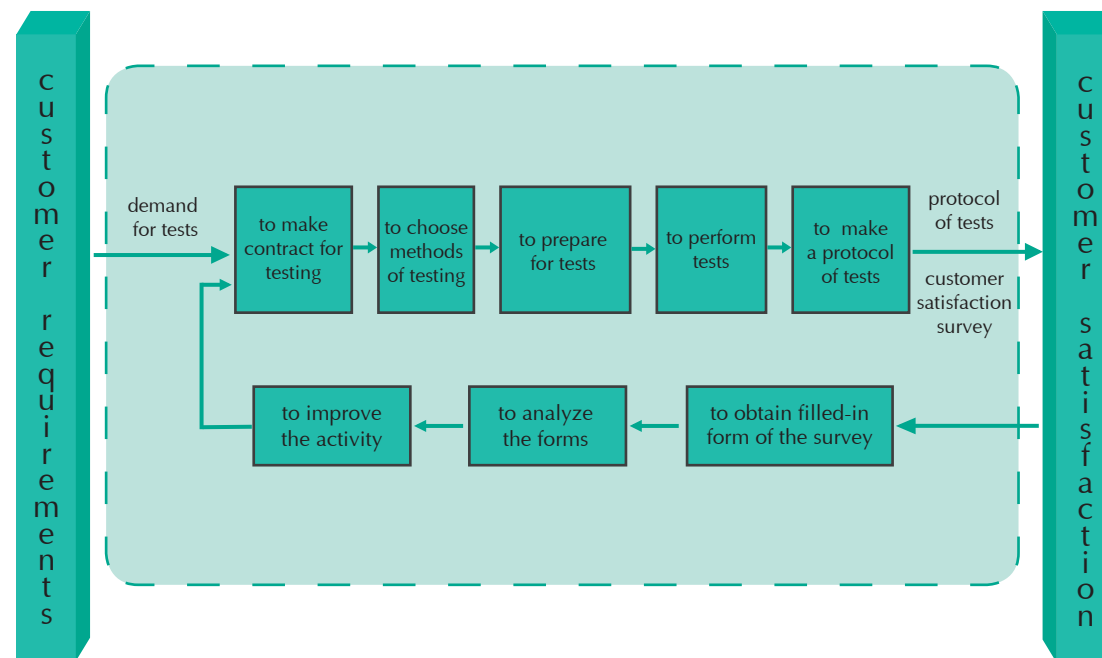 customer requirements
demand
for tests
to make
contract for
testing
to choose
methods
of testing
to prepare
for tests
to perform
tests
to make
a protocol
of tests
protocol
of tests
customer
satisfaction
survey
to improve
the activity
to analyze
the forms
to obtain filled-in
form of the survey
customer satisfaction